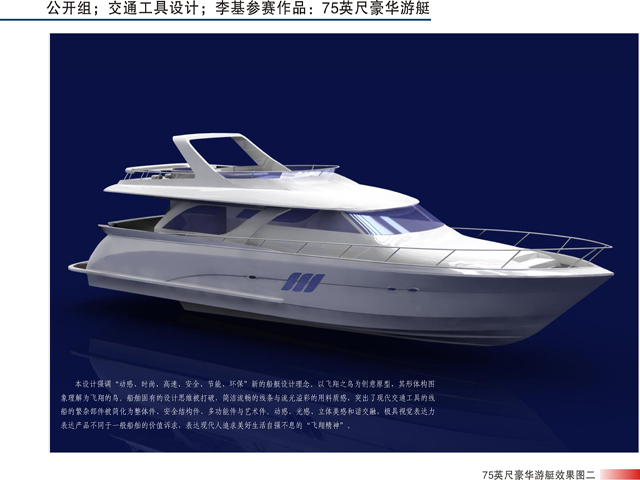 公开组；交通工具设计；李基参赛作品：75英尺豪华游艇
本设计强调“动感、时尚、高速、安全、节能、环保”新的船艇设计理念，以飞翔之鸟为创意原型，其形体构图
象理解为飞翔的鸟。船舶固有的设计思维被打破，简洁流畅的线条与流光溢彩的用料质感，突出了现代交通工具的线
船的繁杂部件被简化为整体件、安全结构件、多功能件与艺术件。动感、光感、立体美感和谐交融，极具视觉表达力
表达产品不同于一般船舶的价值诉求，表达现代人追求美好生活自强不息的“飞翔精神”。
75英尺豪华游艇效果图二